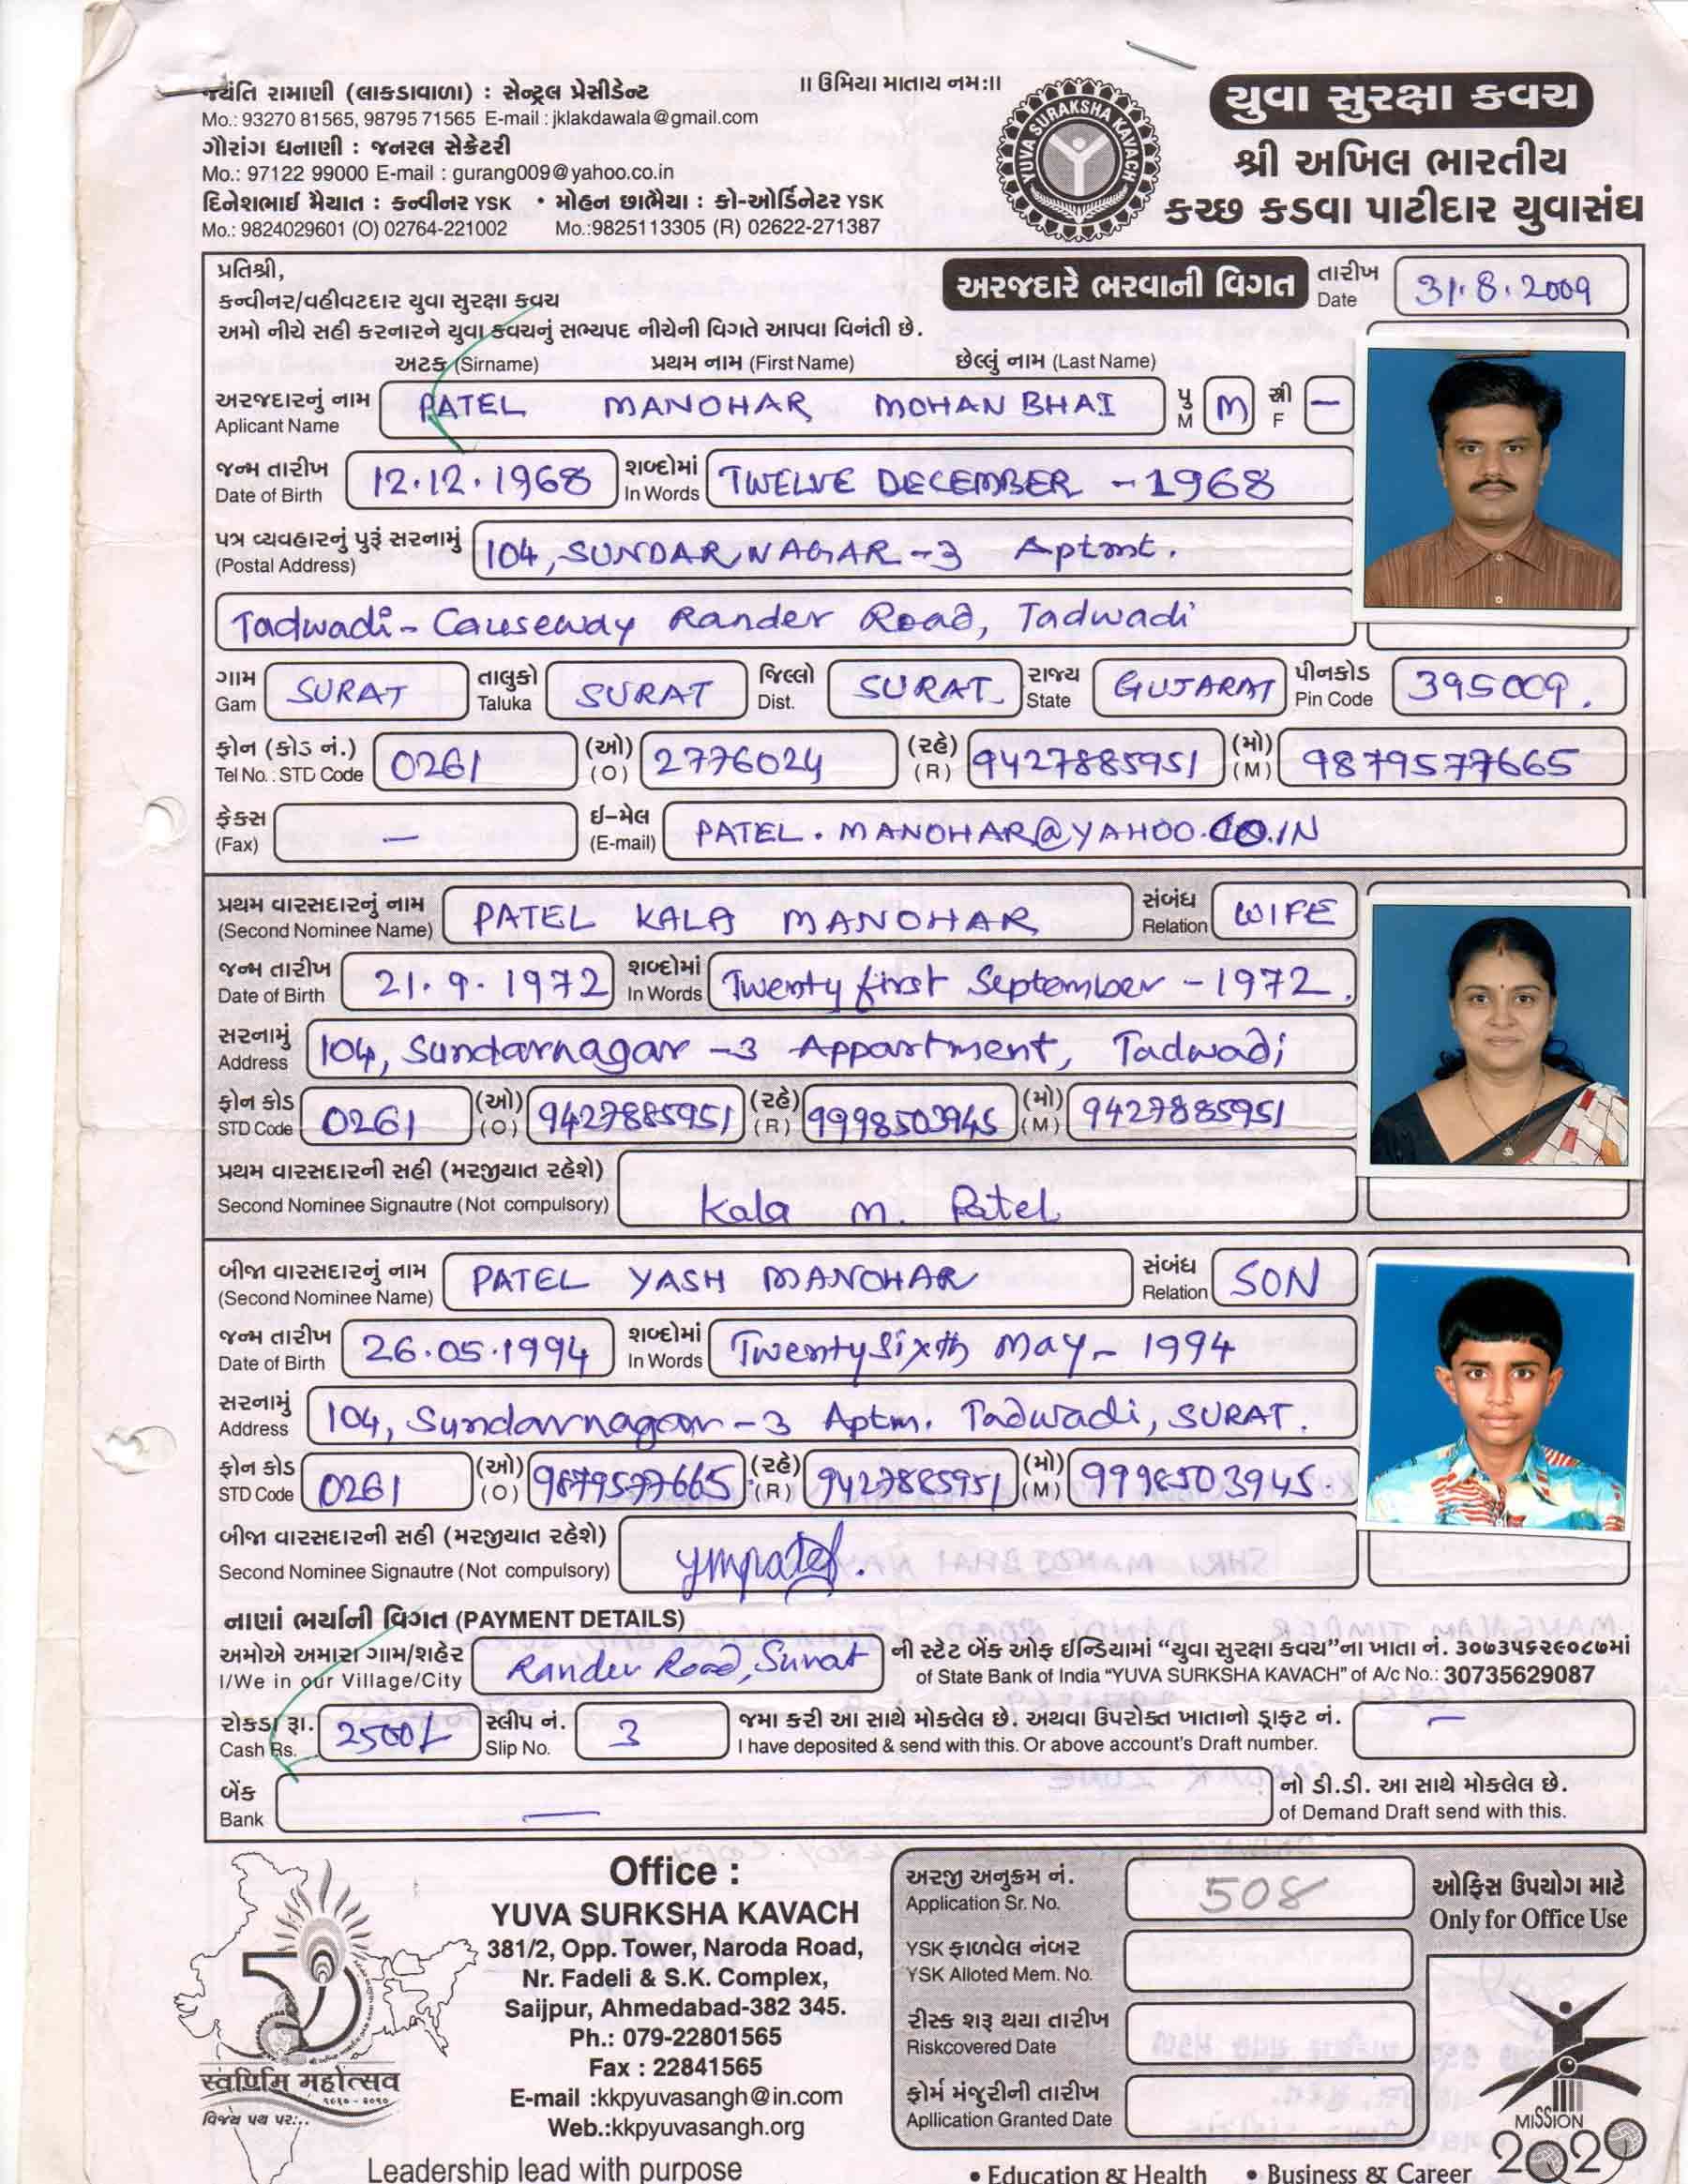 જયંતિ રામાણી (લાકડાવાળા) : સેન્ટ્રલ પ્રેસીડેન્ટ
Mo.: 93270 81565, 98795 71565 E-mail : jklakdawala@gmail.com
ગૌરાંગ ધનાણી : જનરલ સેક્રેટરી
Mo.: 97122 99000 E-mail : gurang009@yahoo.co.in
દિનેશભાઈ મૈયાત : કન્વીનર YSK • મોહન છાભૈયા : કો-ઓર્ડિનેટર YSK
Mo.: 9824029601 (O) 02764-221002 Mo.:9825113305 (R) 02622-271387
॥ ઉમિયા માતાય નમઃ॥
YUVA SURAKSHA KAVACH
યુવા સુરક્ષા કવચ
શ્રી અખિલ ભારતીય
કચ્છ કડવા પાટીદાર યુવાસંઘ
પ્રતિશ્રી,
કન્વીનર/વહીવટદાર યુવા સુરક્ષા કવચ
અમો નીચે સહી કરનારને યુવા કવચનું સભ્યપદ નીચેની વિગતે આપવા વિનંતી છે.
અરજદારે ભરવાની વિગત
તારીખ Date 31.8.2009
અટક (Sirname) પ્રથમ નામ (First Name) છેલ્લું નામ (Last Name)
અરજદારનું નામ Aplicant Name PATEL MANOHAR MOHANBHAI પુ M M સ્ત્રી F –
જન્મ તારીખ Date of Birth 12.12.1968 શબ્દોમાં In Words TWELVE DECEMBER - 1968
પત્ર વ્યવહારનું પુરૂં સરનામું (Postal Address) 104, SUNDARNAGAR-3 Aptmt.
Tadwadi - Causeway Rander Road, Tadwadi
ગામ Gam SURAT તાલુકો Taluka SURAT જિલ્લો Dist. SURAT. રાજ્ય State GUJARAT પીનકોડ Pin Code 395009.
ફોન (કોડ નં.) Tel No. : STD Code 0261 (ઓ) (O) 2776024 (રહે) (R) 9427885951 (મો) (M) 9879577665
ફેક્સ (Fax) – ઈ-મેલ (E-mail) PATEL.MANOHAR@YAHOO.CO.IN
પ્રથમ વારસદારનું નામ (Second Nominee Name) PATEL KALA MANOHAR સંબંધ Relation WIFE
જન્મ તારીખ Date of Birth 21.9.1972 શબ્દોમાં In Words Twenty first September - 1972.
સરનામું Address 104, Sundarnagar -3 Appartment, Tadwadi
ફોન કોડ STD Code 0261 (ઓ) (O) 9427885951 (રહે) (R) 9998503945 (મો) (M) 9427885951
પ્રથમ વારસદારની સહી (મરજીયાત રહેશે)
Second Nominee Signautre (Not compulsory) Kala M. Patel
બીજા વારસદારનું નામ (Second Nominee Name) PATEL YASH MANOHAR સંબંધ Relation SON
જન્મ તારીખ Date of Birth 26.05.1994 શબ્દોમાં In Words Twenty Sixth May - 1994
સરનામું Address 104, Sundarnagar-3 Aptm. Tadwadi, SURAT.
ફોન કોડ STD Code 0261 (ઓ) (O) 9879577665 (રહે) (R) 9427885951 (મો) (M) 9998503945.
બીજા વારસદારની સહી (મરજીયાત રહેશે)
Second Nominee Signautre (Not compulsory) ympatel.
નાણાં ભર્યાની વિગત (PAYMENT DETAILS)
અમોએ અમારા ગામ/શહેર Rander Road, Surat ની સ્ટેટ બેંક ઓફ ઈન્ડિયામાં “યુવા સુરક્ષા કવચ”ના ખાતા નં. ૩૦૭૩૫૬૨૯૦૮૭માં
I/We in our Village/City of State Bank of India "YUVA SURKSHA KAVACH" of A/c No.: 30735629087
રોકડા રૂા. Cash Rs. 2500/- સ્લીપ નં. Slip No. 3 જમા કરી આ સાથે મોકલેલ છે. અથવા ઉપરોક્ત ખાતાનો ડ્રાફ્ટ નં. –
I have deposited & send with this. Or above account's Draft number.
બેંક Bank – નો ડી.ડી. આ સાથે મોકલેલ છે.
of Demand Draft send with this.
50
स्वर्णिम महोत्सव
૧૯૬૦ - ૨૦૧૦
વિજય પથ પર...
Office :
YUVA SURKSHA KAVACH
381/2, Opp. Tower, Naroda Road,
Nr. Fadeli & S.K. Complex,
Saijpur, Ahmedabad-382 345.
Ph.: 079-22801565
Fax : 22841565
E-mail :kkpyuvasangh@in.com
Web.:kkpyuvasangh.org
અરજી અનુક્રમ નં. Application Sr. No. 508
YSK ફાળવેલ નંબર
YSK Alloted Mem. No.
રીસ્ક શરૂ થયા તારીખ
Riskcovered Date
ફોર્મ મંજુરીની તારીખ
Apllication Granted Date
ઓફિસ ઉપયોગ માટે
Only for Office Use
MISSION
2020
Leadership lead with purpose • Education & Health • Business & Career